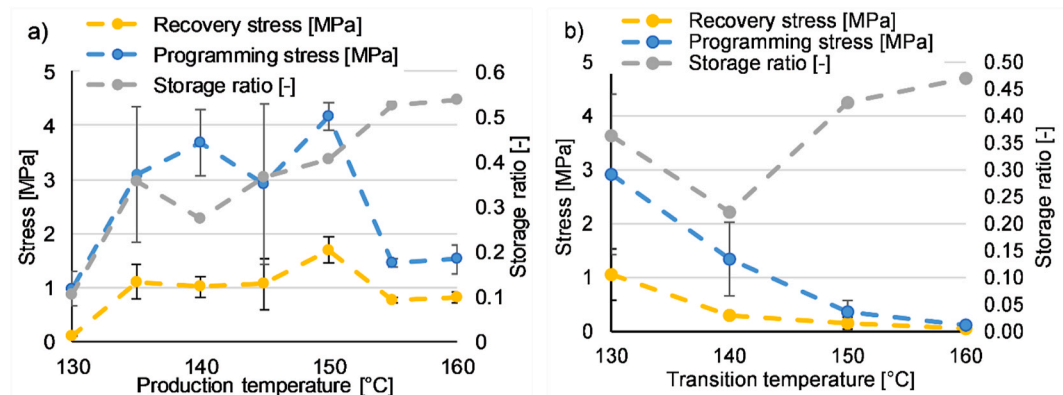 a)
Recovery stress [MPa]
Programming stress [MPa]
Storage ratio [-]
Stress [MPa]
5
4
3
2
1
0
0.6
0.5
0.4
0.3
0.2
0.1
0
Storage ratio [-]
130 140 150 160
Production temperature [°C]
b)
Recovery stress [MPa]
Programming stress [MPa]
Storage ratio [-]
Stress [MPa]
5
4
3
2
1
0
0.50
0.45
0.40
0.35
0.30
0.25
0.20
0.15
0.10
0.05
0.00
Storage ratio [-]
130 140 150 160
Transition temperature [°C]